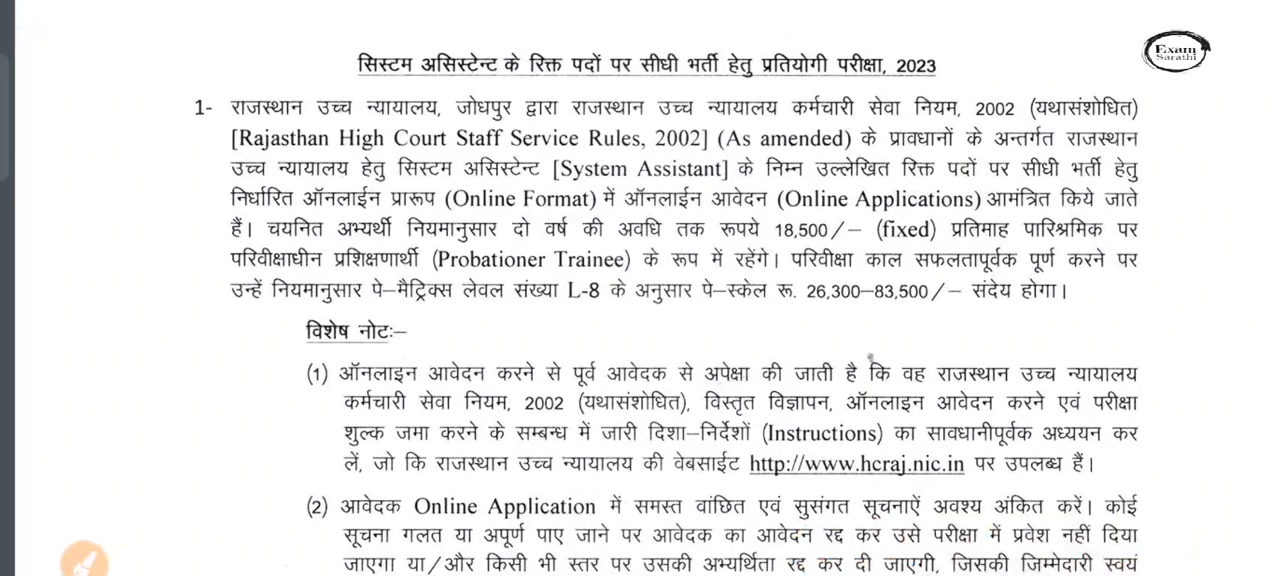 Exam
Sarathi
सिस्टम असिस्टेन्ट के रिक्त पदों पर सीधी भर्ती हेतु प्रतियोगी परीक्षा, 2023
1- राजस्थान उच्च न्यायालय, जोधपुर द्वारा राजस्थान उच्च न्यायालय कर्मचारी सेवा नियम, 2002 (यथासंशोधित)
[Rajasthan High Court Staff Service Rules, 2002] (As amended) के प्रावधानों के अन्तर्गत राजस्थान
उच्च न्यायालय हेतु सिस्टम असिस्टेन्ट [System Assistant] के निम्न उल्लेखित रिक्त पदों पर सीधी भर्ती हेतु
निर्धारित ऑनलाईन प्रारूप (Online Format) में ऑनलाईन आवेदन (Online Applications) आमंत्रित किये जाते
हैं। चयनित अभ्यर्थी नियमानुसार दो वर्ष की अवधि तक रूपये 18,500/– (fixed) प्रतिमाह पारिश्रमिक पर
परिवीक्षाधीन प्रशिक्षणार्थी (Probationer Trainee) के रूप में रहेंगे। परिवीक्षा काल सफलतापूर्वक पूर्ण करने पर
उन्हें नियमानुसार पे–मैट्रिक्स लेवल संख्या L-8 के अनुसार पे–स्केल रू. 26,300–83,500/– संदेय होगा।
विशेष नोटः–
(1) ऑनलाइन आवेदन करने से पूर्व आवेदक से अपेक्षा की जाती है कि वह राजस्थान उच्च न्यायालय
कर्मचारी सेवा नियम, 2002 (यथासंशोधित), विस्तृत विज्ञापन, ऑनलाइन आवेदन करने एवं परीक्षा
शुल्क जमा करने के सम्बन्ध में जारी दिशा–निर्देशों (Instructions) का सावधानीपूर्वक अध्ययन कर
लें, जो कि राजस्थान उच्च न्यायालय की वेबसाईट http://www.hcraj.nic.in पर उपलब्ध हैं।
(2) आवेदक Online Application में समस्त वांछित एवं सुसंगत सूचनाऐं अवश्य अंकित करें। कोई
सूचना गलत या अपूर्ण पाए जाने पर आवेदक का आवेदन रद्द कर उसे परीक्षा में प्रवेश नहीं दिया
जाएगा या/और किसी भी स्तर पर उसकी अभ्यर्थिता रद्द कर दी जाएगी, जिसकी जिम्मेदारी स्वयं